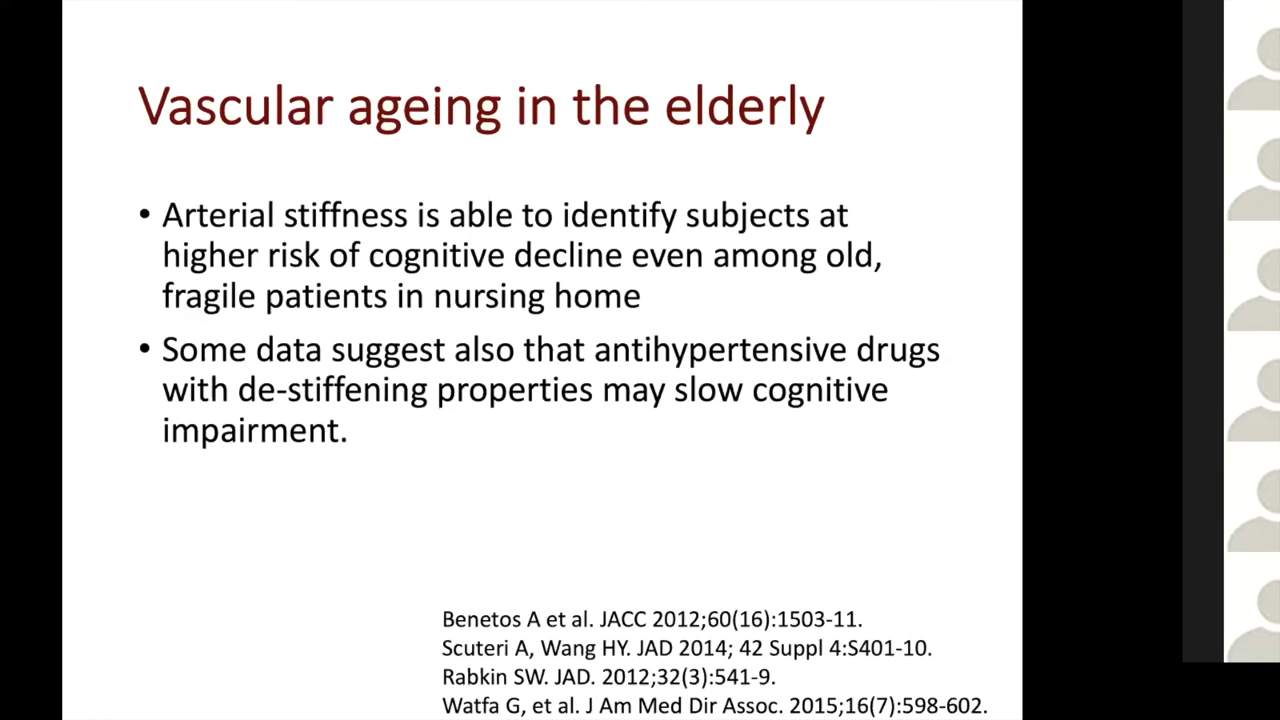 Vascular ageing in the elderly
• Arterial stiffness is able to identify subjects at
higher risk of cognitive decline even among old,
fragile patients in nursing home
• Some data suggest also that antihypertensive drugs
with de-stiffening properties may slow cognitive
impairment.
Benetos A et al. JACC 2012;60(16):1503-11.
Scuteri A, Wang HY. JAD 2014; 42 Suppl 4:S401-10.
Rabkin SW. JAD. 2012;32(3):541-9.
Watfa G, et al. J Am Med Dir Assoc. 2015;16(7):598-602.